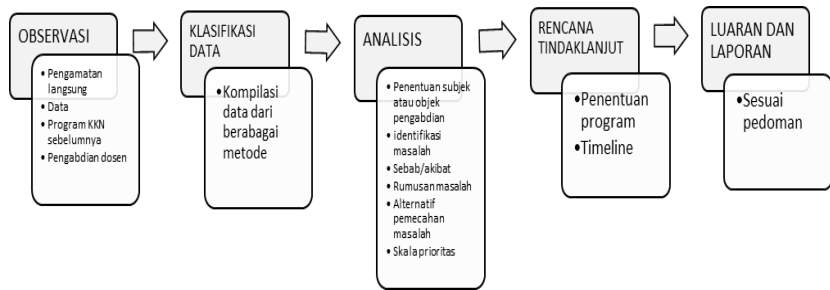 OBSERVASI
• Pengamatan
langsung
• Data
• Program KKN
sebelumnya
• Pengabdian dosen
KLASIFIKASI
DATA
•Kompilasi
data dari
berabagai
metode
ANALISIS
• Penentuan subjek
atau objek
pengabdian
• identifikasi
masalah
• Sebab/akibat
• Rumusan masalah
• Alternatif
pemecahan
masalah
• Skala prioritas
RENCANA
TINDAKLANJUT
•Penentuan
program
•Timeline
LUARAN DAN
LAPORAN
•Sesuai
pedoman